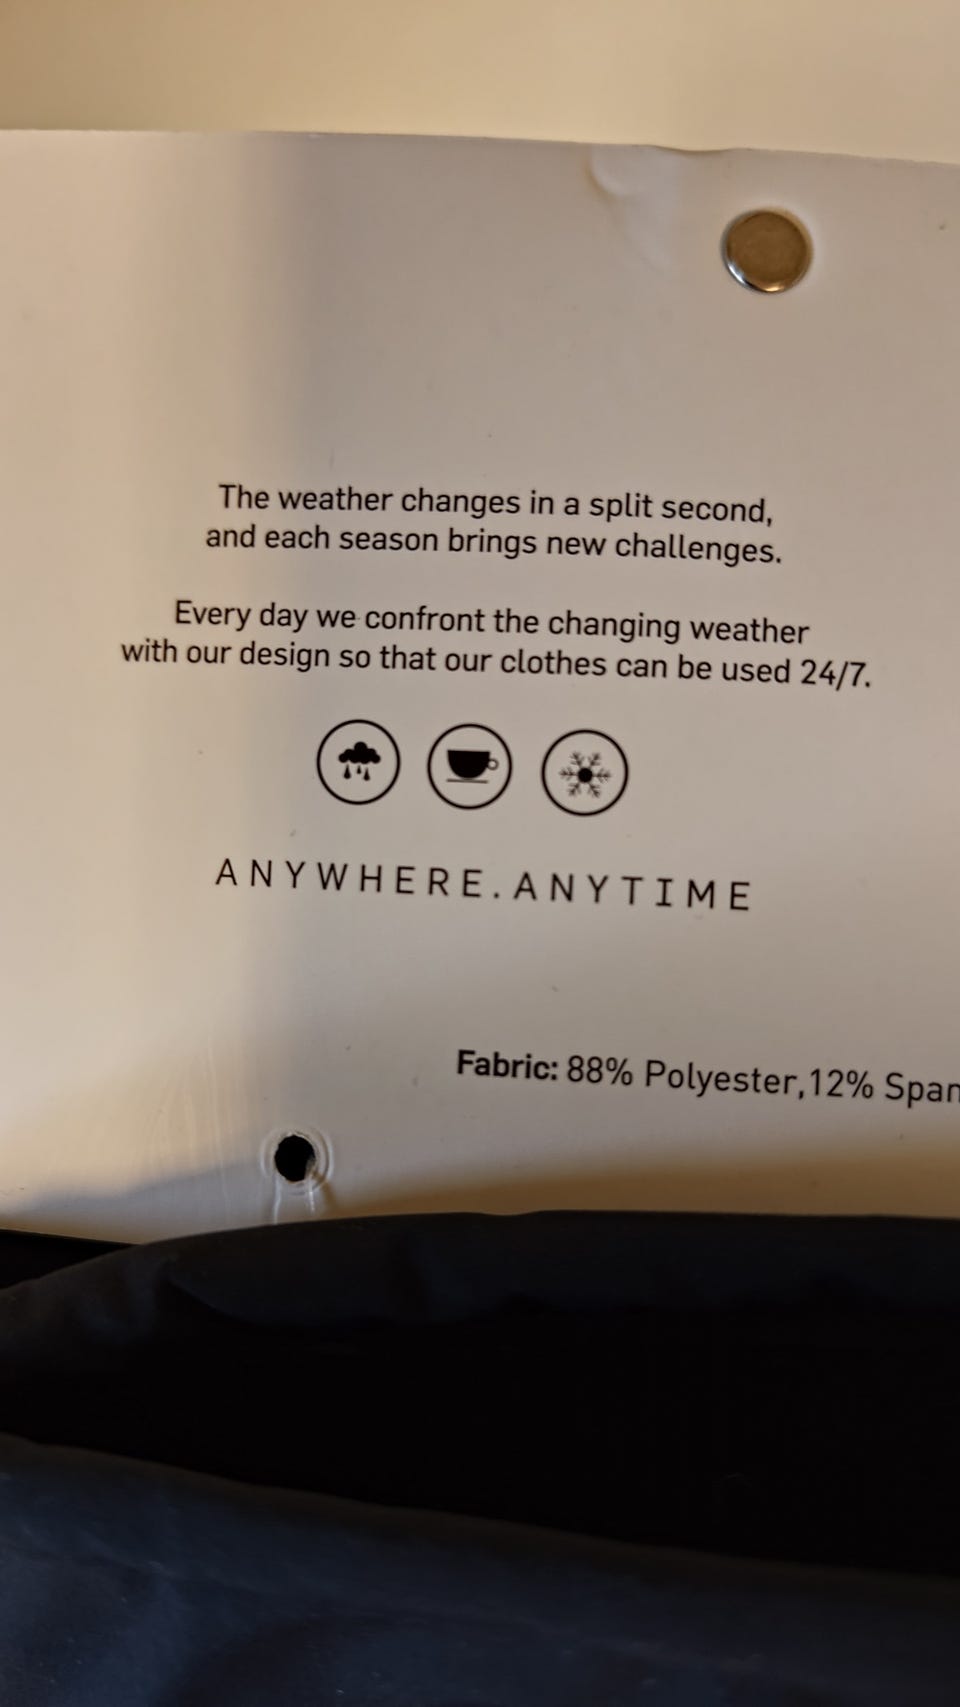 The weather changes in a split second,
and each season brings new challenges.
Every day we confront the changing weather
with our design so that our clothes can be used 24/7.
ANYWHERE.ANYTIME
Fabric: 88% Polyester,12% Span